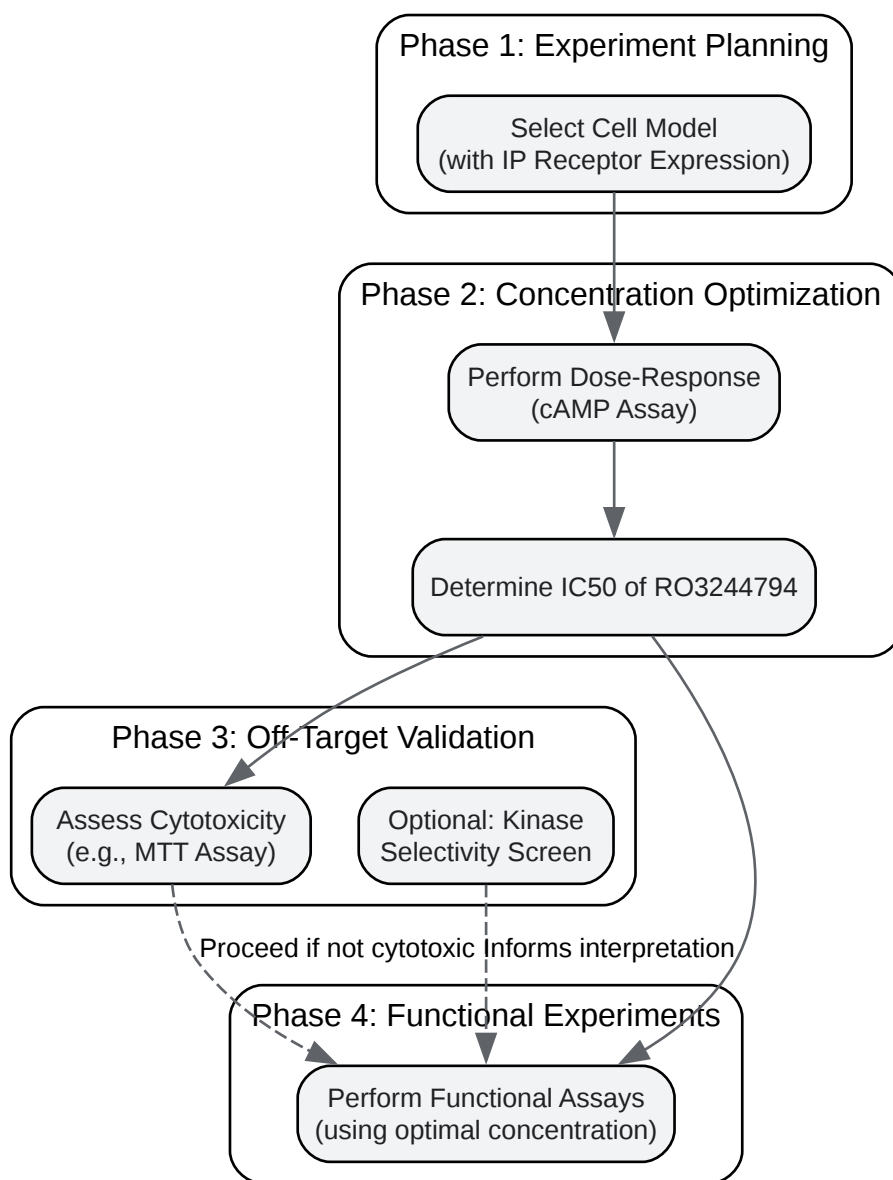 Phase 1: Experiment Planning
Select Cell Model
(with IP Receptor Expression)
Phase 2: Concentration Optimization
Perform Dose-Response
(cAMP Assay)
Determine IC50 of RO3244794
Phase 3: Off-Target Validation
Assess Cytotoxicity
(e.g., MTT Assay)
Optional: Kinase
Selectivity Screen
Proceed if not cytotoxic
Informs interpretation
Phase 4: Functional Experiments
Perform Functional Assays
(using optimal concentration)